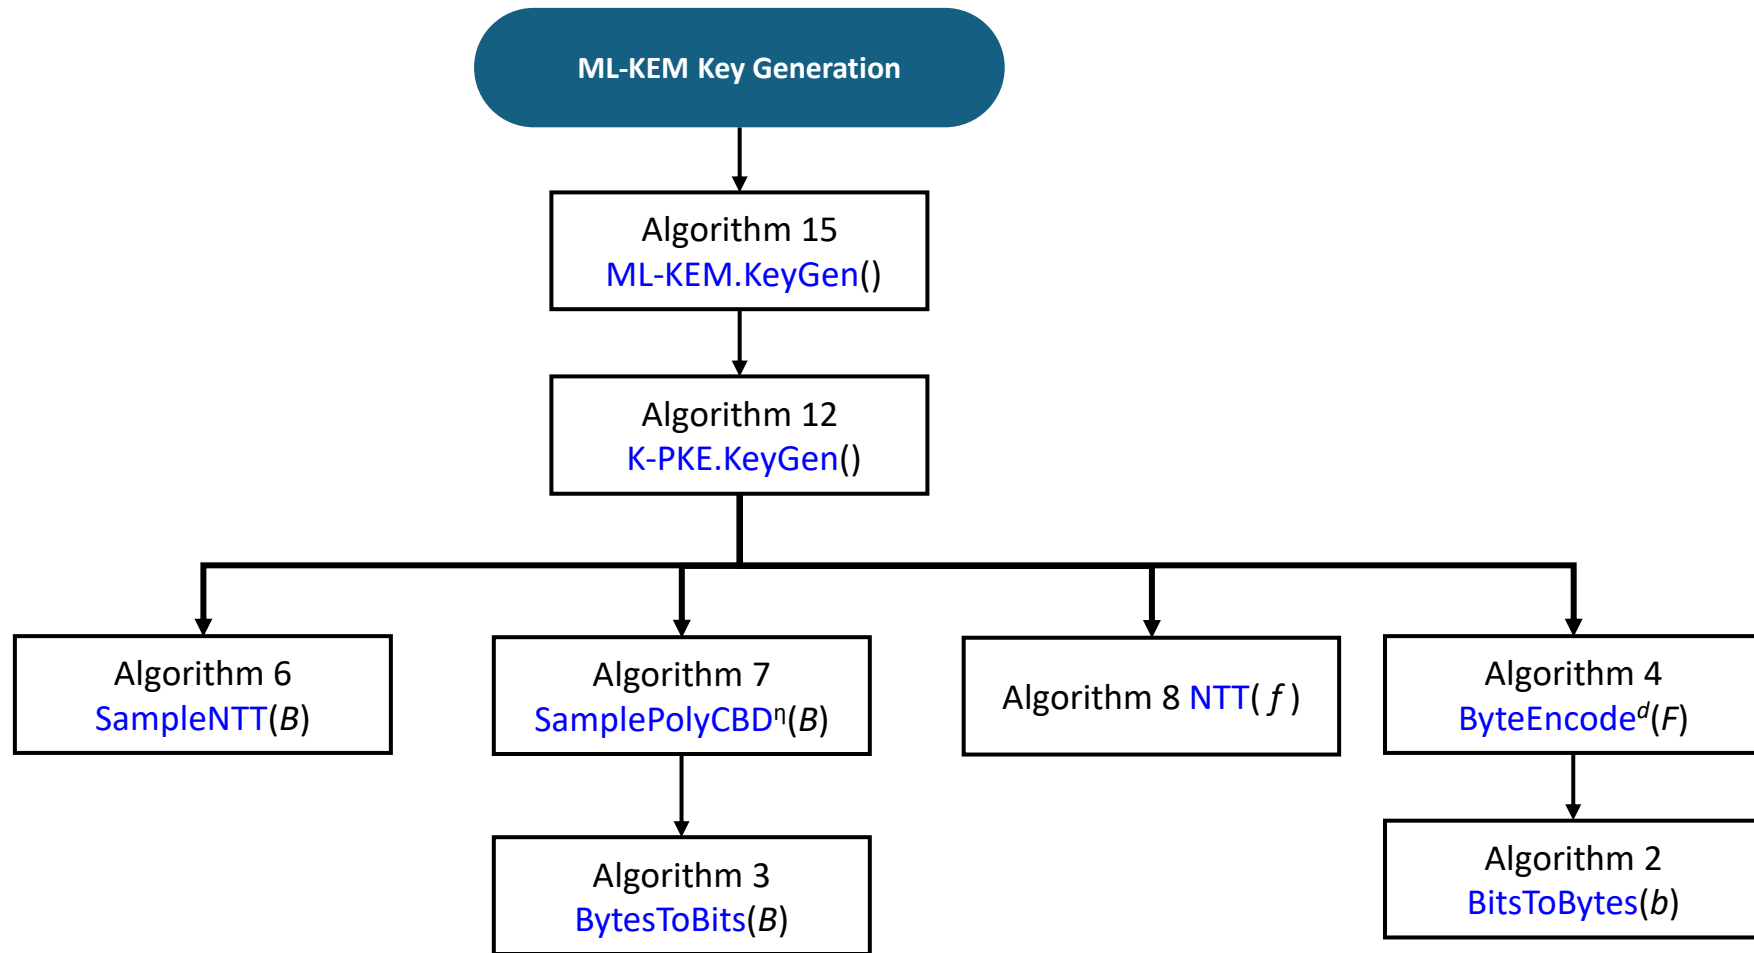 ML-KEM Key Generation
Algorithm 15
ML-KEM.KeyGen()
Algorithm 12
K-PKE.KeyGen()
Algorithm 6
SampleNTT(B)
Algorithm 7
SamplePolyCBDᶯ(B)
Algorithm 8 NTT( f )
Algorithm 4
ByteEncodeᵈ(F)
Algorithm 3
BytesToBits(B)
Algorithm 2
BitsToBytes(b)